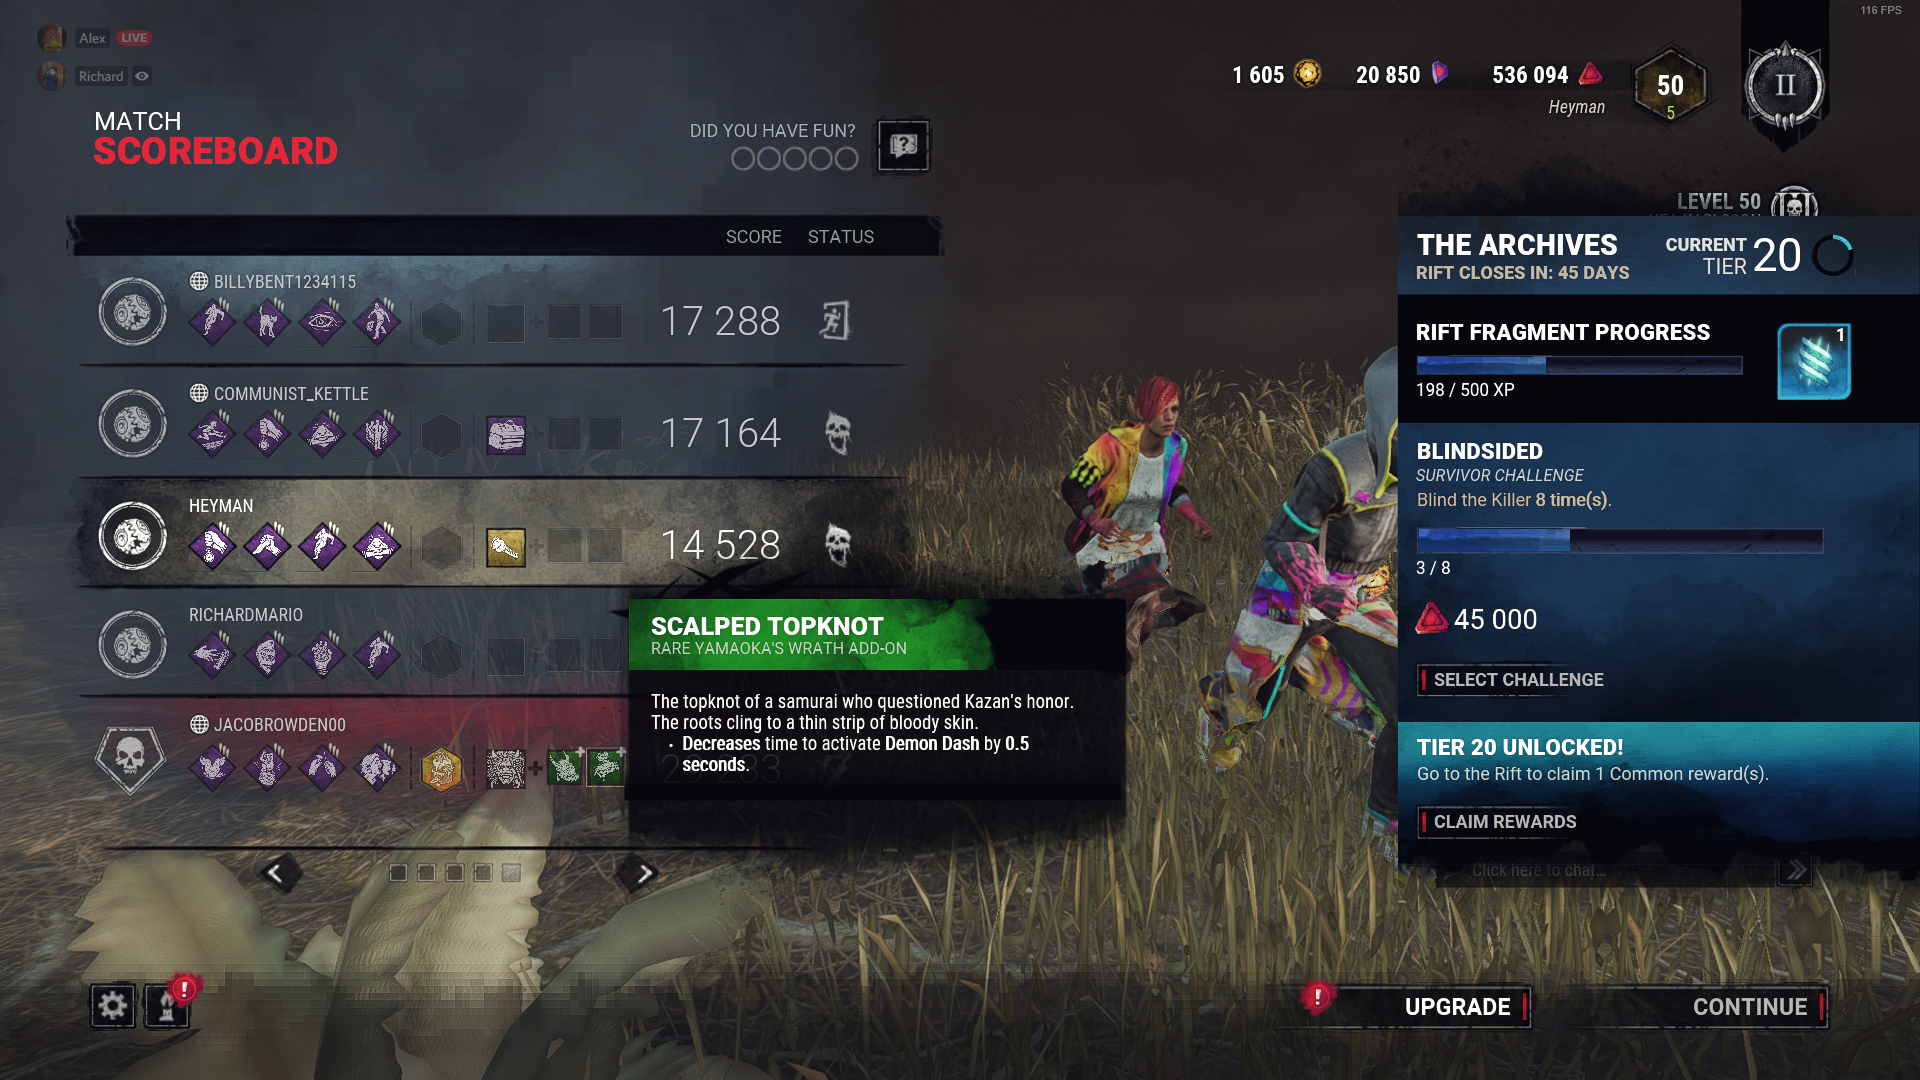 116 FPS
Alex LIVE
Richard
1 605
20 850
536 094
Heyman
50
5
II
MATCH
SCOREBOARD
DID YOU HAVE FUN?
SCORE STATUS
BILLYBENT1234115
17 288
COMMUNIST_KETTLE
17 164
HEYMAN
14 528
RICHARDMARIO
JACOBROWDEN00
SCALPED TOPKNOT
RARE YAMAOKA'S WRATH ADD-ON
The topknot of a samurai who questioned Kazan's honor.
The roots cling to a thin strip of bloody skin.
• Decreases time to activate Demon Dash by 0.5
seconds.
LEVEL 50
THE ARCHIVES
RIFT CLOSES IN: 45 DAYS
CURRENT
TIER 20
RIFT FRAGMENT PROGRESS
1
198 / 500 XP
BLINDSIDED
SURVIVOR CHALLENGE
Blind the Killer 8 time(s).
3 / 8
45 000
SELECT CHALLENGE
TIER 20 UNLOCKED!
Go to the Rift to claim 1 Common reward(s).
CLAIM REWARDS
Click here to chat...
UPGRADE
CONTINUE